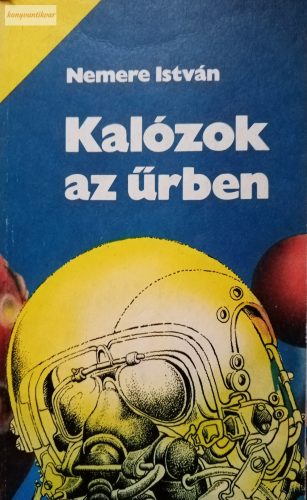 konyvantikvar
Nemere István
Kalózok
az űrben